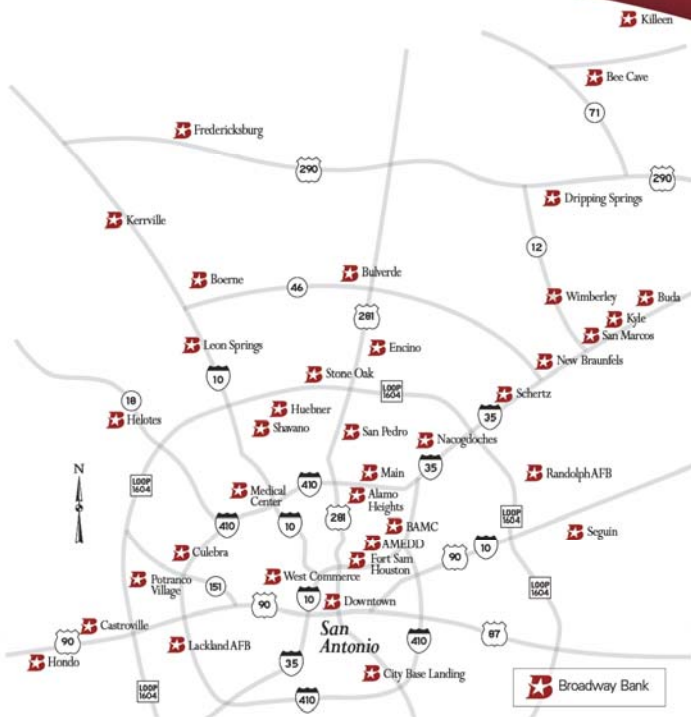 Killeen
Bee Cave
71
Fredericksburg
290
290
Dripping Springs
Kerrville
12
Boerne
Bulverde
46
Wimberley
Buda
281
Kyle
San Marcos
Leon Springs
Encino
New Braunfels
10
Stone Oak
LOOP
1604
Schertz
18
Huebner
35
Helotes
Shavano
San Pedro
Nacogdoches
N
35
Main
Randolph AFB
LOOP
1604
410
Medical
Center
Alamo
Heights
LOOP
1604
410
10
281
BAMC
Seguin
AMEDD
90
10
Culebra
Fort Sam
Houston
Potranco
Village
151
West Commerce
LOOP
1604
10
90
Downtown
Castroville
San
Antonio
87
90
Lackland AFB
410
Hondo
35
City Base Landing
LOOP
1604
410
B Broadway Bank